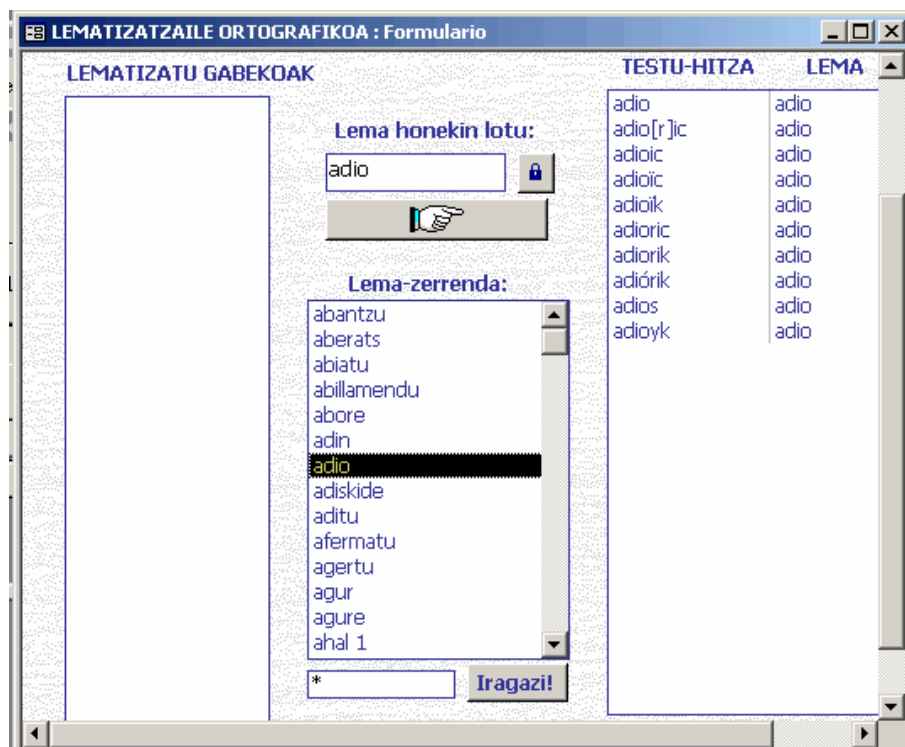 LEMATIZATZAILE ORTOGRAFIKOA : Formulario
LEMATIZATU GABEKOAK
Lema honekin lotu:
adio
Lema-zerrenda:
abantzu
aberats
abiatu
abillamendu
abore
adin
adio
adiskide
aditu
afermatu
agertu
agur
agure
ahal 1
*
Iragazi!
TESTU-HITZA LEMA
adio adio
adio[r]ic adio
adioic adio
adioïc adio
adioïk adio
adioric adio
adiorik adio
adiórik adio
adios adio
adioyk adio